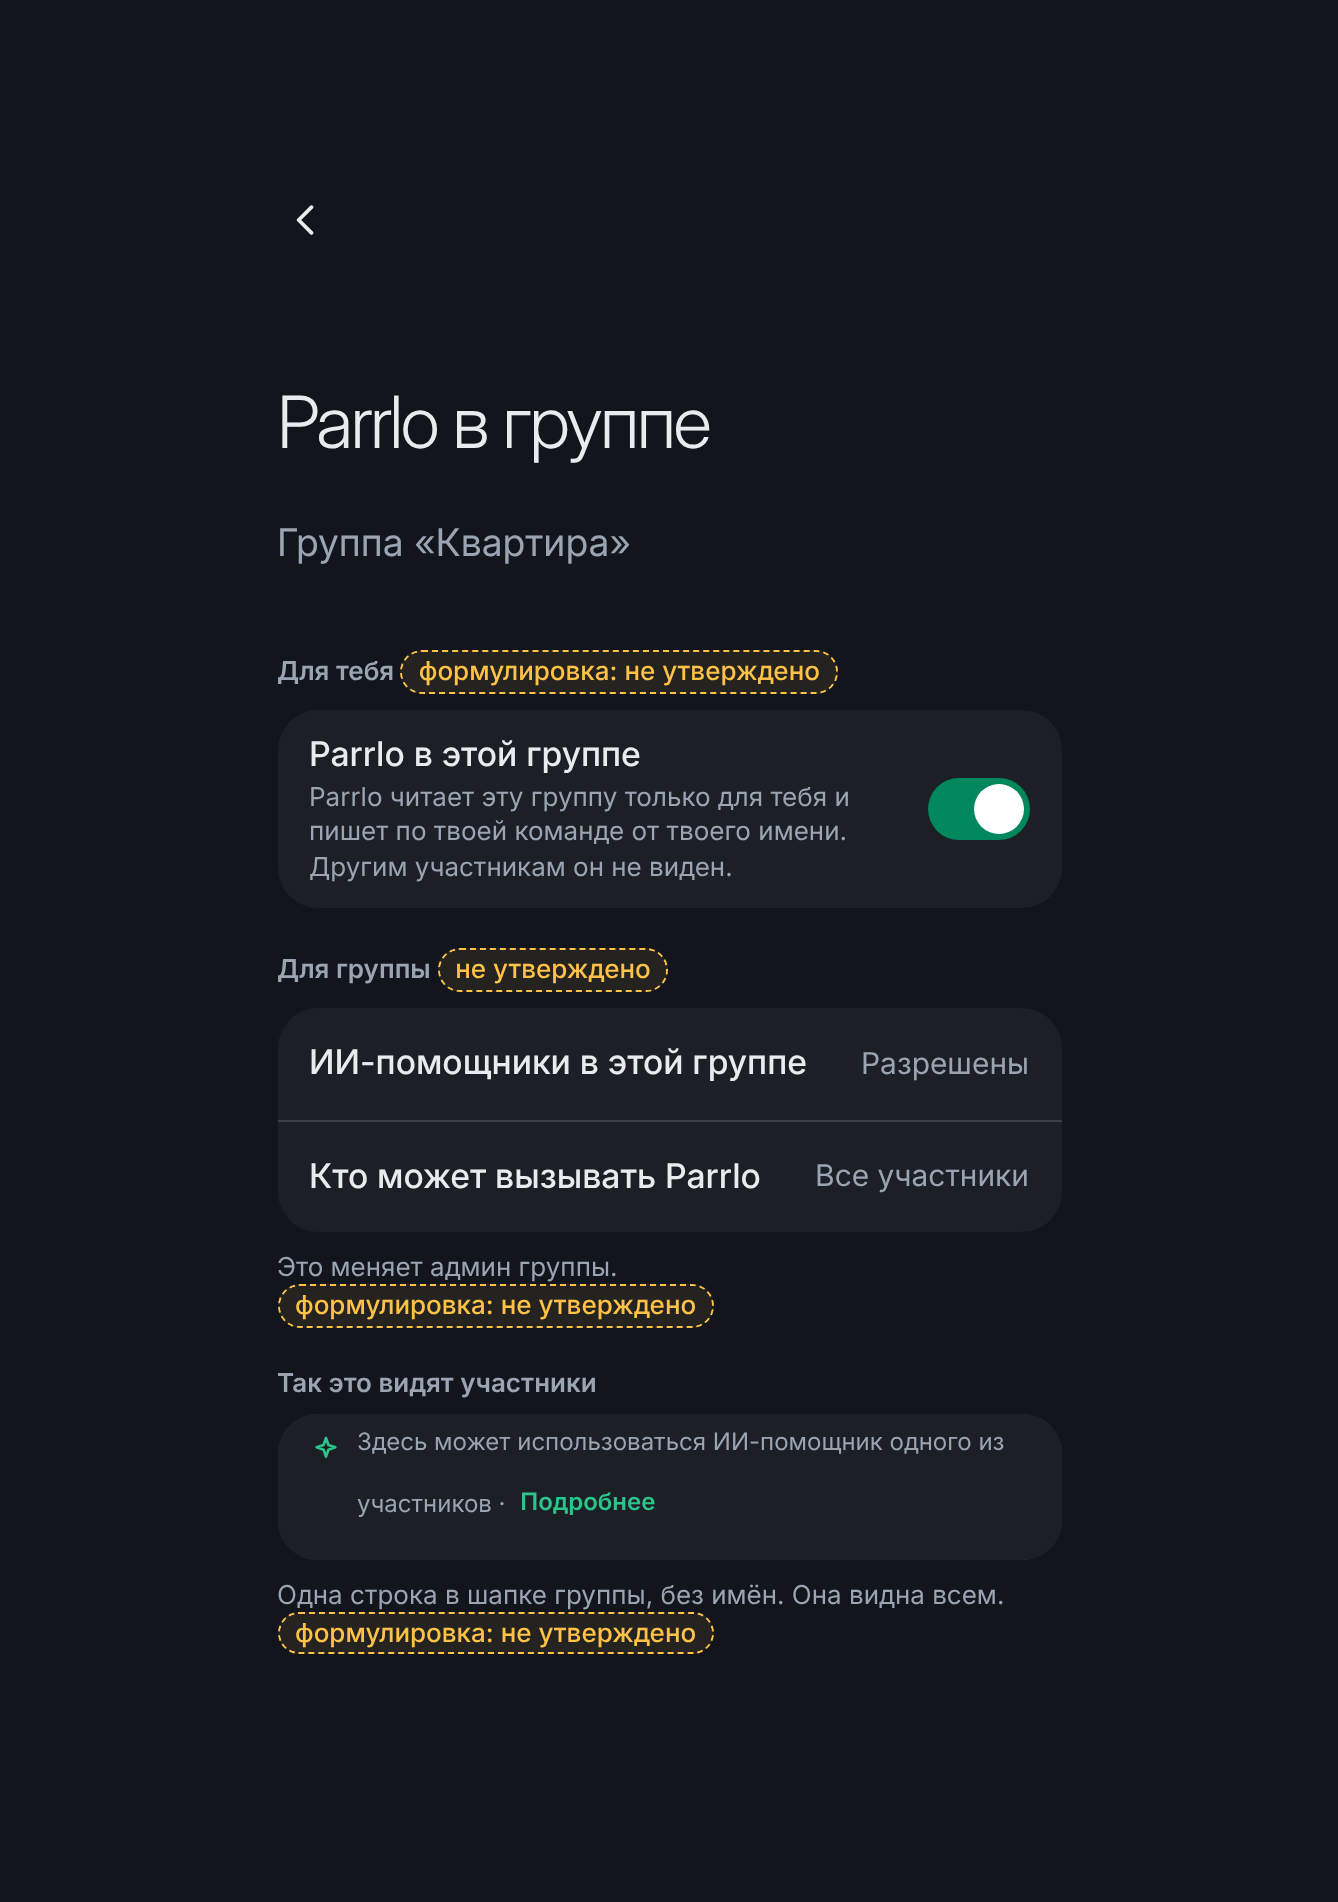 Parrlo в группе
Группа «Квартира»
Для тебя формулировка: не утверждено
Parrlo в этой группе
Parrlo читает эту группу только для тебя и
пишет по твоей команде от твоего имени.
Другим участникам он не виден.
Для группы не утверждено
ИИ-помощники в этой группе Разрешены
Кто может вызывать Parrlo Все участники
Это меняет админ группы.
формулировка: не утверждено
Так это видят участники
Здесь может использоваться ИИ-помощник одного из
участников · Подробнее
Одна строка в шапке группы, без имён. Она видна всем.
формулировка: не утверждено